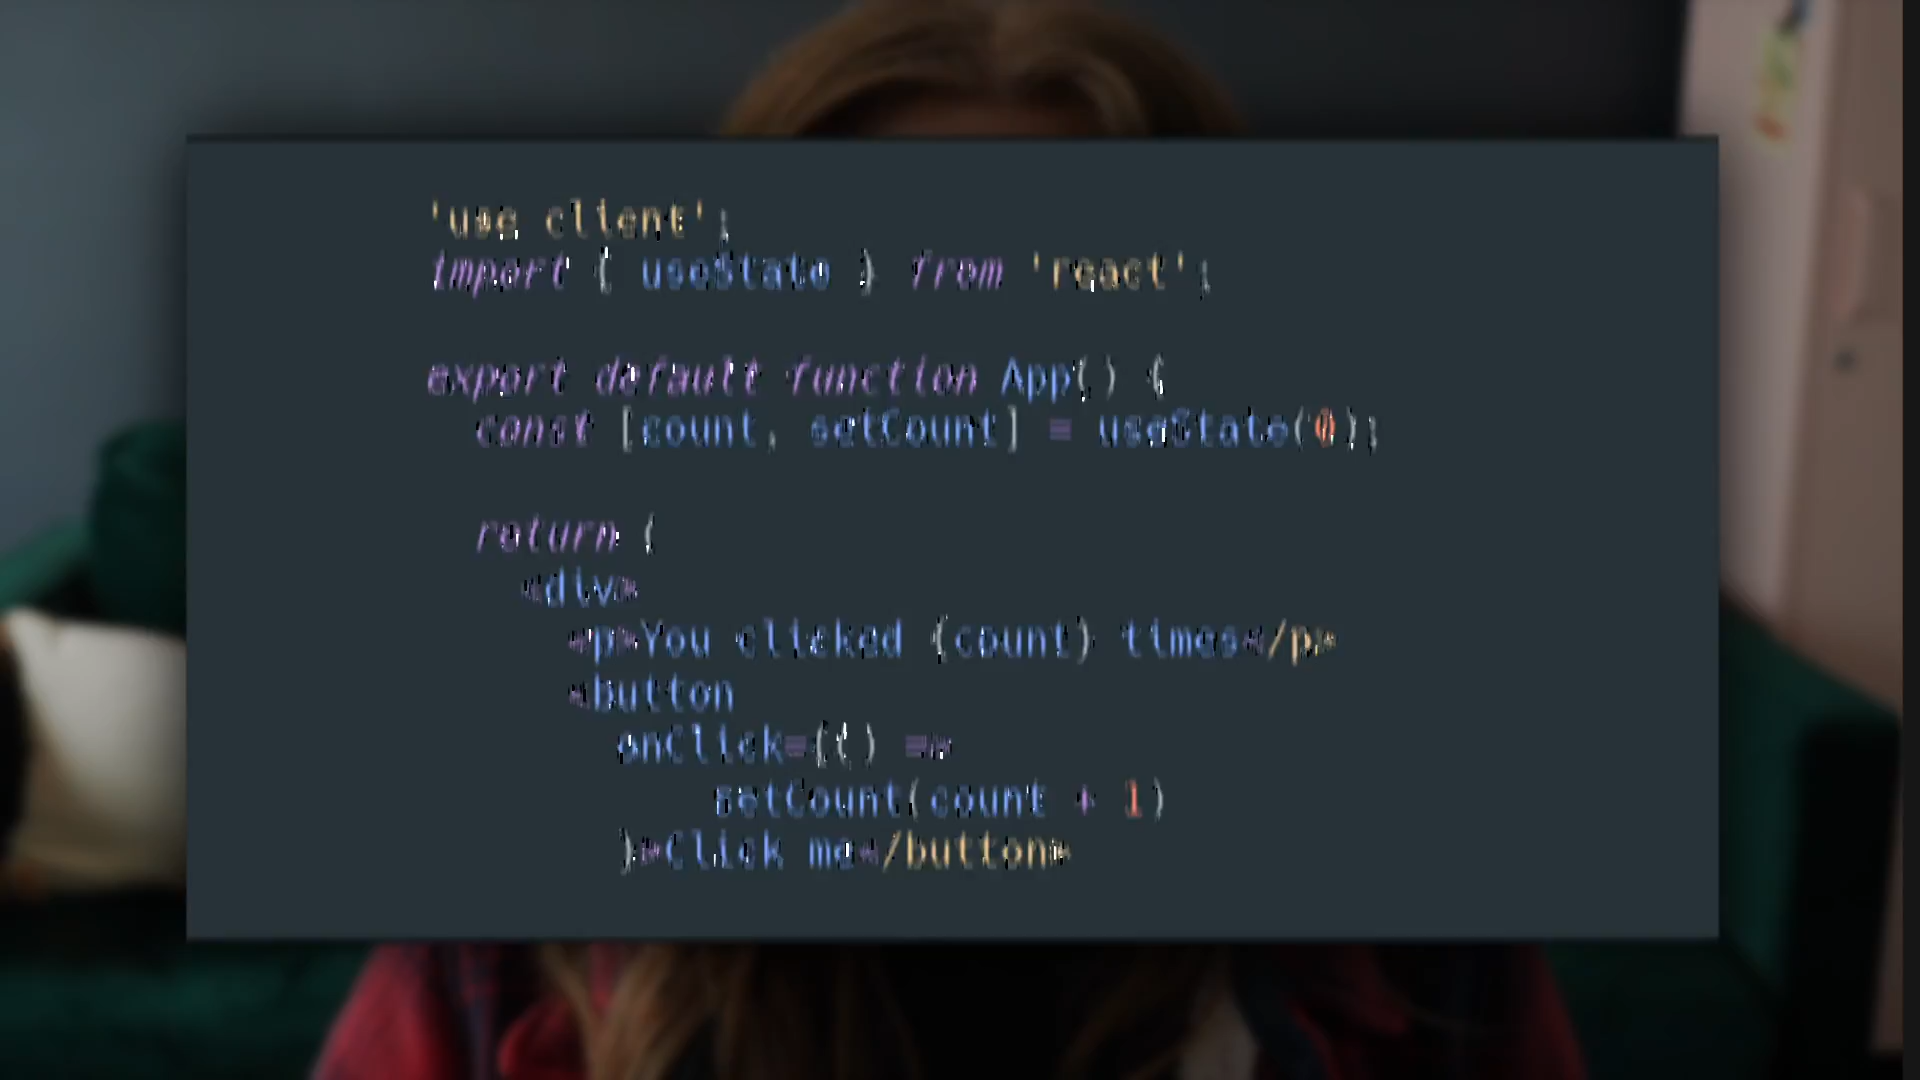 'use client';
import { useState } from 'react';
export default function App() {
const [count, setCount] = useState(0);
return (
<div>
<p>You clicked {count} times</p>
<button
onClick={() =>
setCount(count + 1)
}>Click me</button>